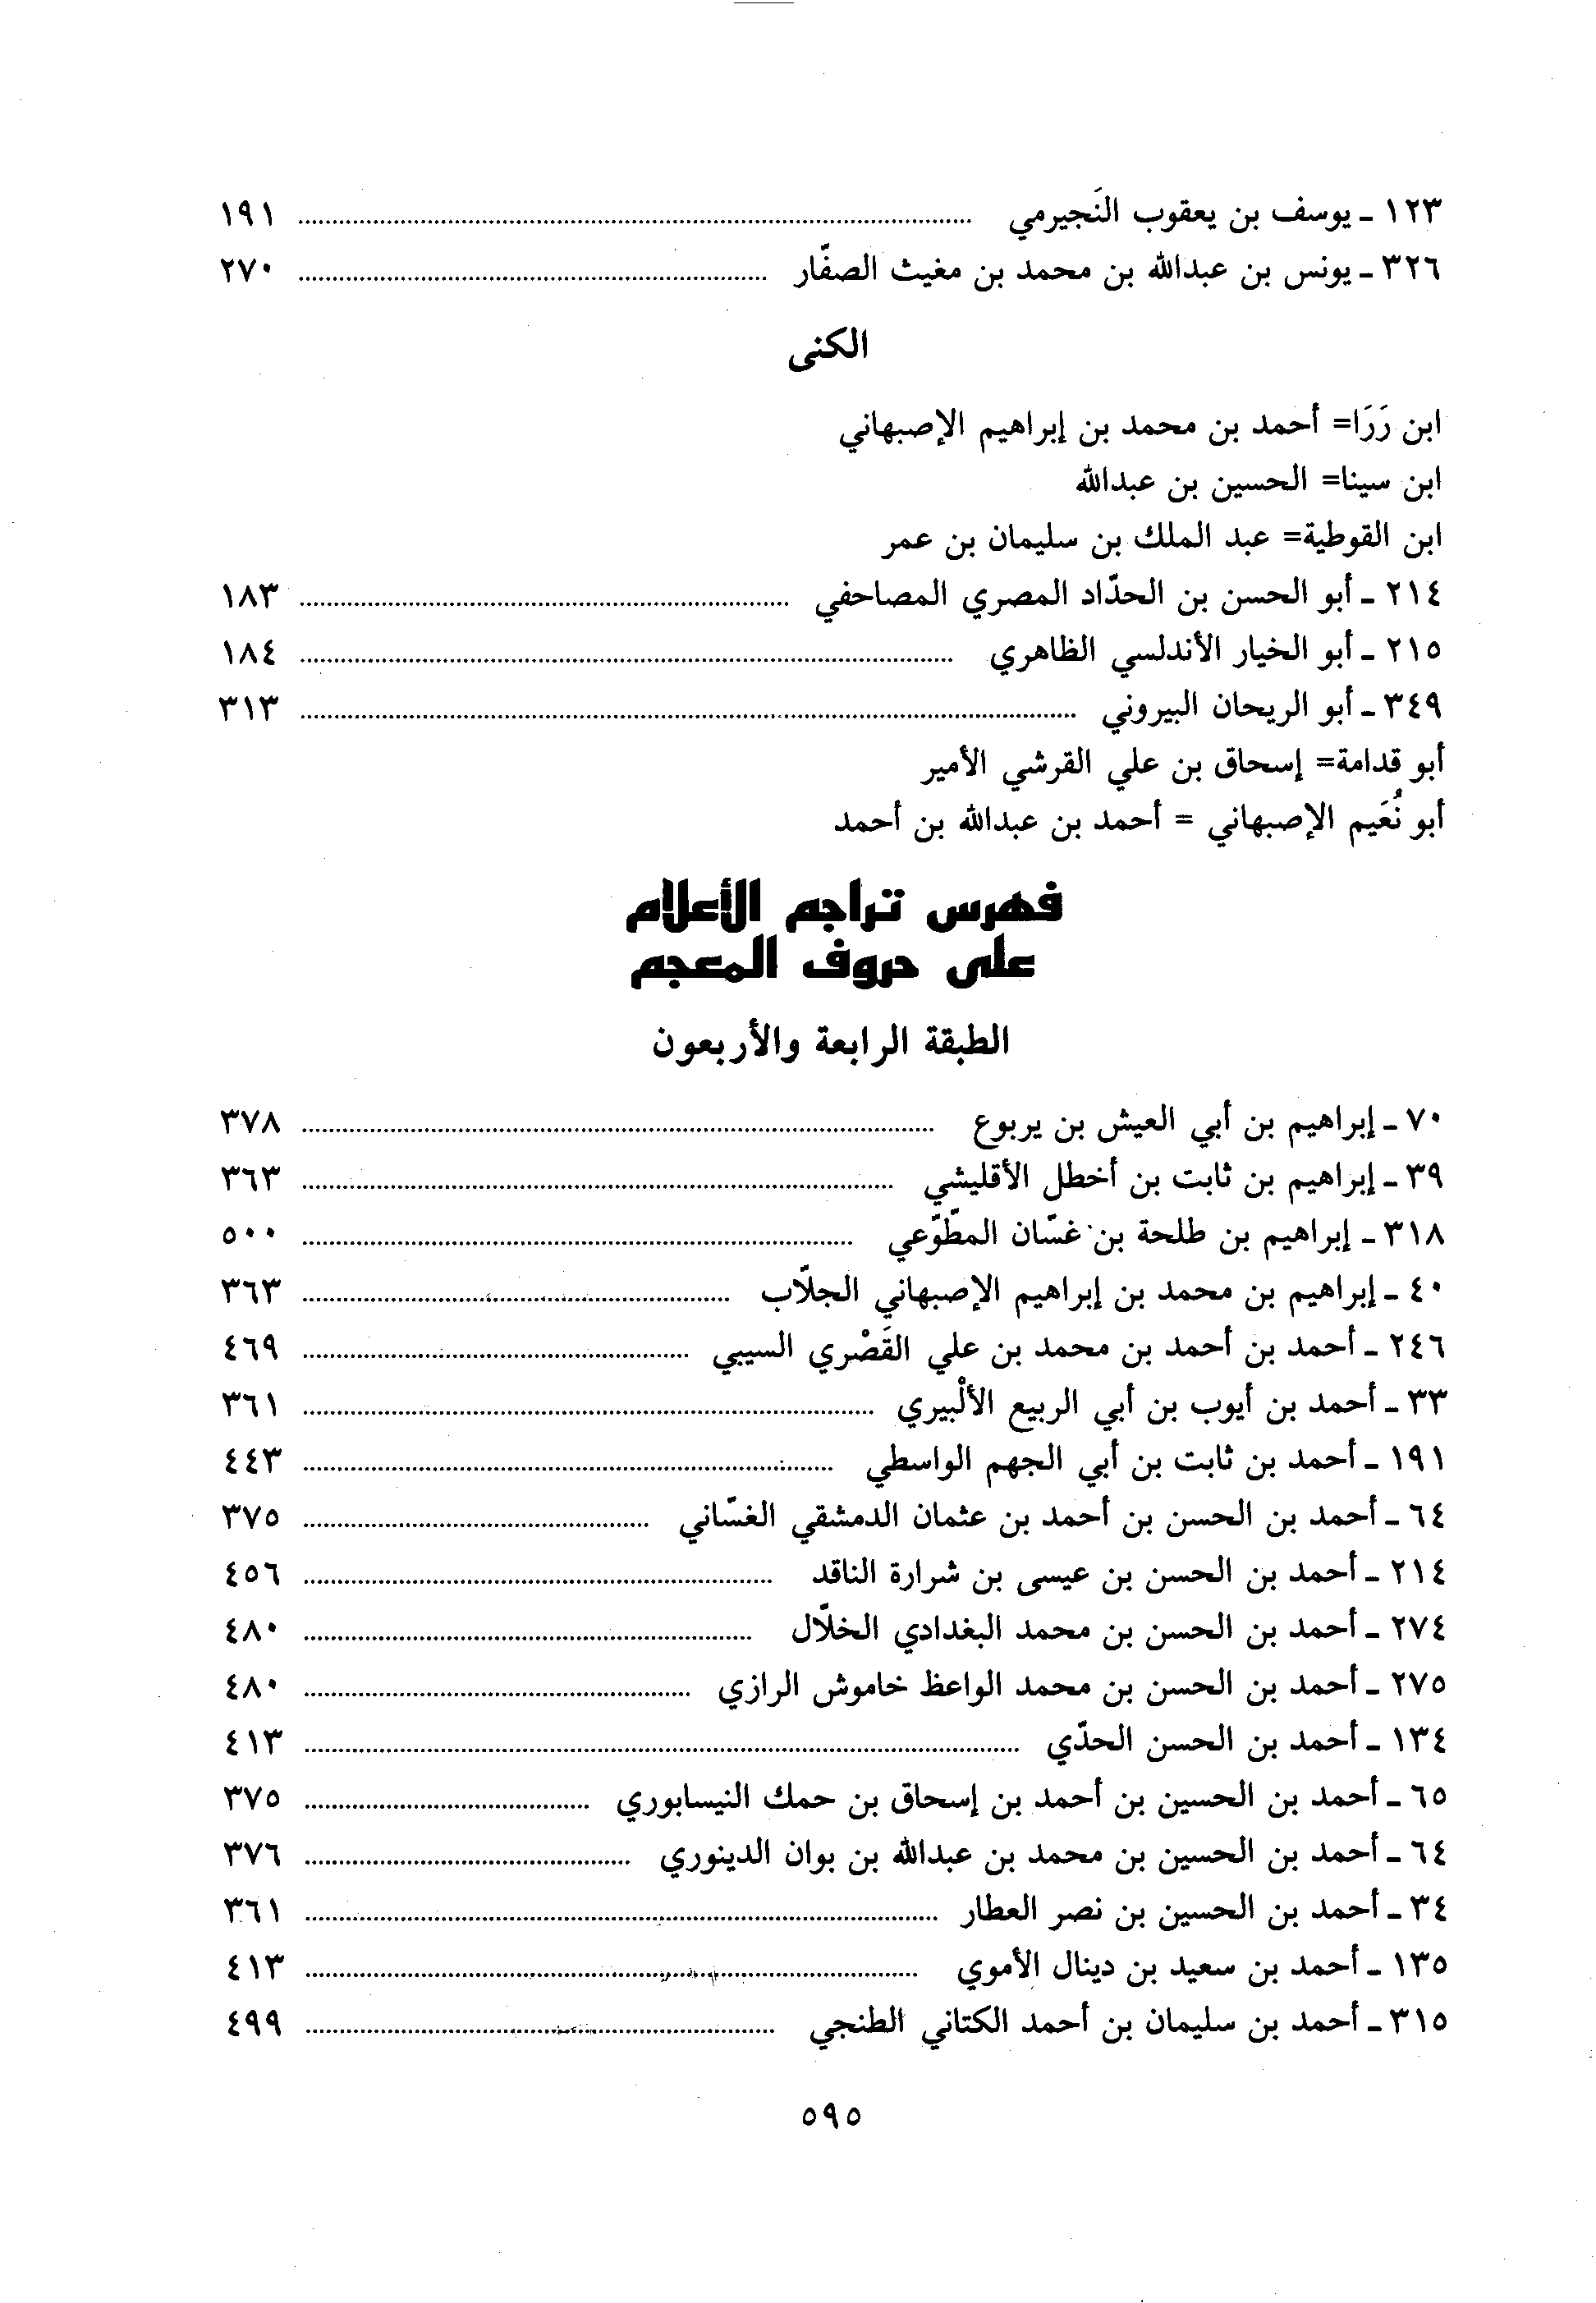 ١٢٣ - يوسف بن يعقوب النَجيرمي ........ ١٩١
٣٢٦ - يونس بن عبدالله بن محمد بن مغيث الصفّار ........ ٢٧٠
الكنى
ابن رَرَا= أحمد بن محمد بن إبراهيم الإصبهاني
ابن سينا= الحسين بن عبدالله
ابن القوطية= عبد الملك بن سليمان بن عمر
٢١٤ - أبو الحسن بن الحدّاد المصري المصاحفي ........ ١٨٣
٢١٥ - أبو الخيار الأندلسي الظاهري ........ ١٨٤
٣٤٩ - أبو الريحان البيروني ........ ٣١٣
أبو قدامة= إسحاق بن علي القرشي الأمير
أبو نُعَيم الإصبهاني = أحمد بن عبدالله بن أحمد
فهرس تراجم الأعلام
على حروف المعجم
الطبقة الرابعة والأربعون
٧٠ - إبراهيم بن أبي العيش بن يربوع ........ ٣٧٨
٣٩ - إبراهيم بن ثابت بن أخطل الأقليشي ........ ٣٦٣
٣١٨ - إبراهيم بن طلحة بن غسّان المطّوّعي ........ ٥٠٠
٤٠ - إبراهيم بن محمد بن إبراهيم الإصبهاني الجلّاب ........ ٣٦٣
٢٤٦ - أحمد بن أحمد بن محمد بن علي القَصْري السيبي ........ ٤٦٩
٣٣ - أحمد بن أيوب بن أبي الربيع الألْبيري ........ ٣٦١
١٩١ - أحمد بن ثابت بن أبي الجهم الواسطي ........ ٤٤٣
٦٤ - أحمد بن الحسن بن أحمد بن عثمان الدمشقي الغسّاني ........ ٣٧٥
٢١٤ - أحمد بن الحسن بن عيسى بن شرارة الناقد ........ ٤٥٦
٢٧٤ - أحمد بن الحسن بن محمد البغدادي الخلّال ........ ٤٨٠
٢٧٥ - أحمد بن الحسن بن محمد الواعظ خاموش الرازي ........ ٤٨٠
١٣٤ - أحمد بن الحسن الحدّي ........ ٤١٣
٦٥ - أحمد بن الحسين بن أحمد بن إسحاق بن حمك النيسابوري ........ ٣٧٥
٦٤ - أحمد بن الحسين بن محمد بن عبدالله بن بوان الدينوري ........ ٣٧٦
٣٤ - أحمد بن الحسين بن نصر العطار ........ ٣٦١
١٣٥ - أحمد بن سعيد بن دينال الأموي ........ ٤١٣
٣١٥ - أحمد بن سليمان بن أحمد الكتاني الطنجي ........ ٤٩٩
٥٩٥